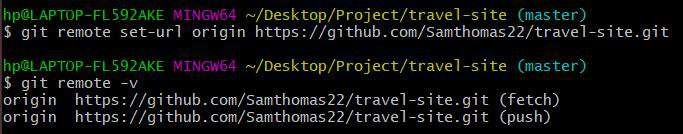 hp@LAPTOP-FL592AKE MINGW64 ~/Desktop/Project/travel-site (master)
$ git remote set-url origin https://github.com/Samthomas22/travel-site.git
hp@LAPTOP-FL592AKE MINGW64 ~/Desktop/Project/travel-site (master)
$ git remote -v
origin  https://github.com/Samthomas22/travel-site.git (fetch)
origin  https://github.com/Samthomas22/travel-site.git (push)